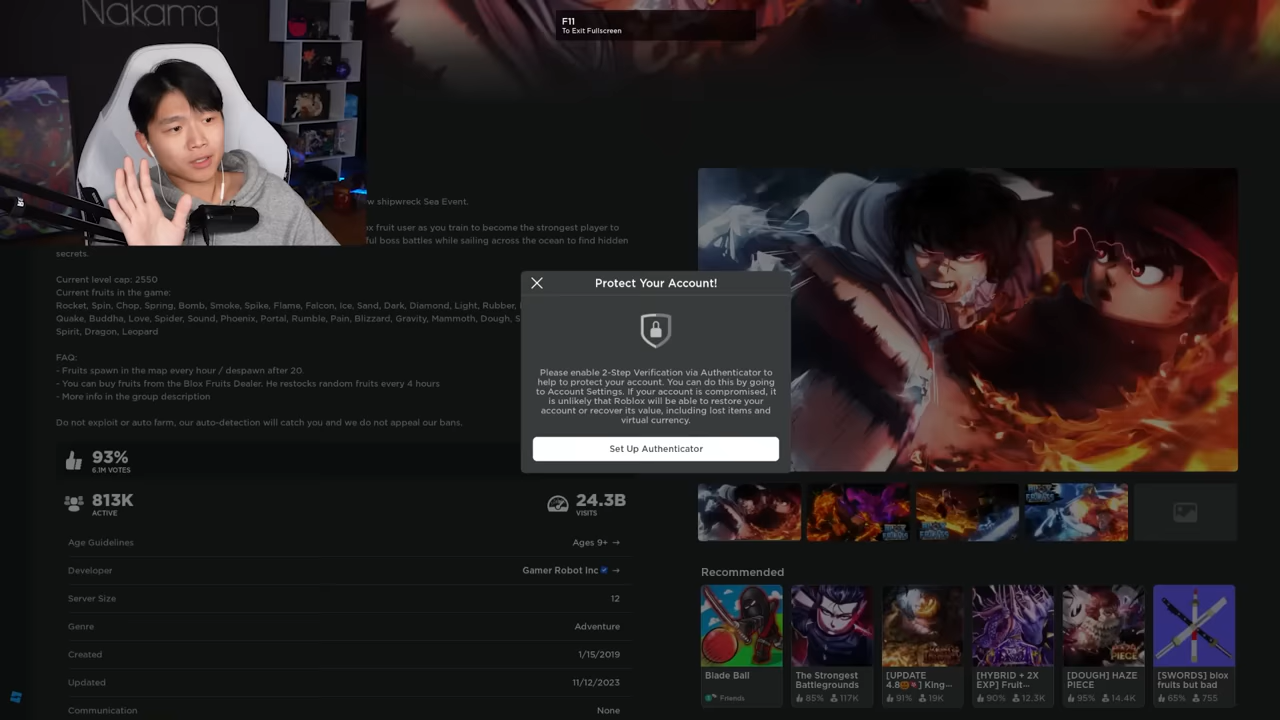 Nakama
F11
To Exit Fullscreen
w shipwreck Sea Event.
ox fruit user as you train to become the strongest player to
ful boss battles while sailing across the ocean to find hidden
secrets.
Current level cap: 2550
Current fruits in the game:
Rocket, Spin, Chop, Spring, Bomb, Smoke, Spike, Flame, Falcon, Ice, Sand, Dark, Diamond, Light, Rubber,
Quake, Buddha, Love, Spider, Sound, Phoenix, Portal, Rumble, Pain, Blizzard, Gravity, Mammoth, Dough, S
Spirit, Dragon, Leopard
FAQ:
- Fruits spawn in the map every hour / despawn after 20.
- You can buy fruits from the Blox Fruits Dealer. He restocks random fruits every 4 hours
- More info in the group description
Do not exploit or auto farm, our auto-detection will catch you and we do not appeal our bans.
Protect Your Account!
Please enable 2-Step Verification via Authenticator to
help to protect your account. You can do this by going
to Account Settings. If your account is compromised, it
is unlikely that Roblox will be able to restore your
account or recover its value, including lost items and
virtual currency.
Set Up Authenticator
93%
6.1M VOTES
813K
ACTIVE
24.3B
VISITS
Age Guidelines
Ages 9+ →
Developer
Gamer Robot Inc →
Server Size
12
Genre
Adventure
Created
1/15/2019
Updated
11/12/2023
Communication
None
Recommended
Blade Ball
Friends
The Strongest
Battlegrounds
85% 117K
[UPDATE
4.8🎃💥] King...
91% 19K
[HYBRID + 2X
EXP] Fruit...
90% 12.3K
[DOUGH] HAZE
PIECE
95% 14.4K
[SWORDS] blox
fruits but bad
65% 755